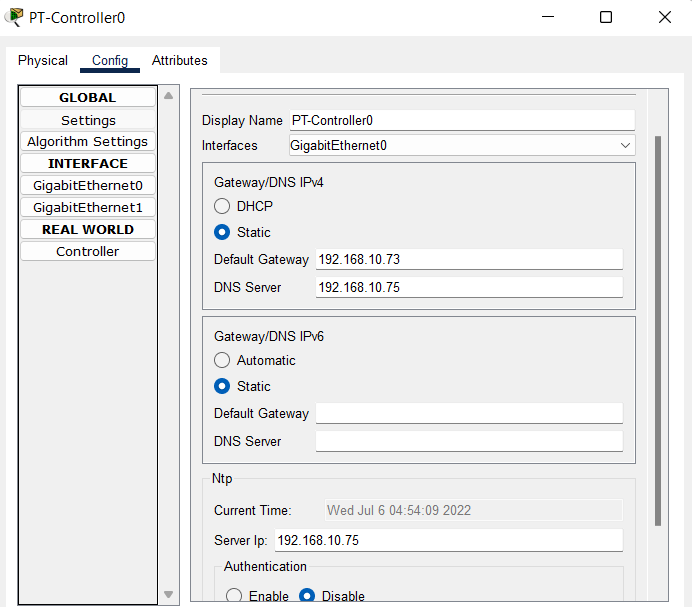 PT-Controller0
Physical Config Attributes
GLOBAL
Settings
Algorithm Settings
INTERFACE
GigabitEthernet0
GigabitEthernet1
REAL WORLD
Controller
Display Name PT-Controller0
Interfaces GigabitEthernet0
Gateway/DNS IPv4
DHCP
Static
Default Gateway 192.168.10.73
DNS Server 192.168.10.75
Gateway/DNS IPv6
Automatic
Static
Default Gateway
DNS Server
Ntp
Current Time: Wed Jul 6 04:54:09 2022
Server Ip: 192.168.10.75
Authentication
Enable Disable